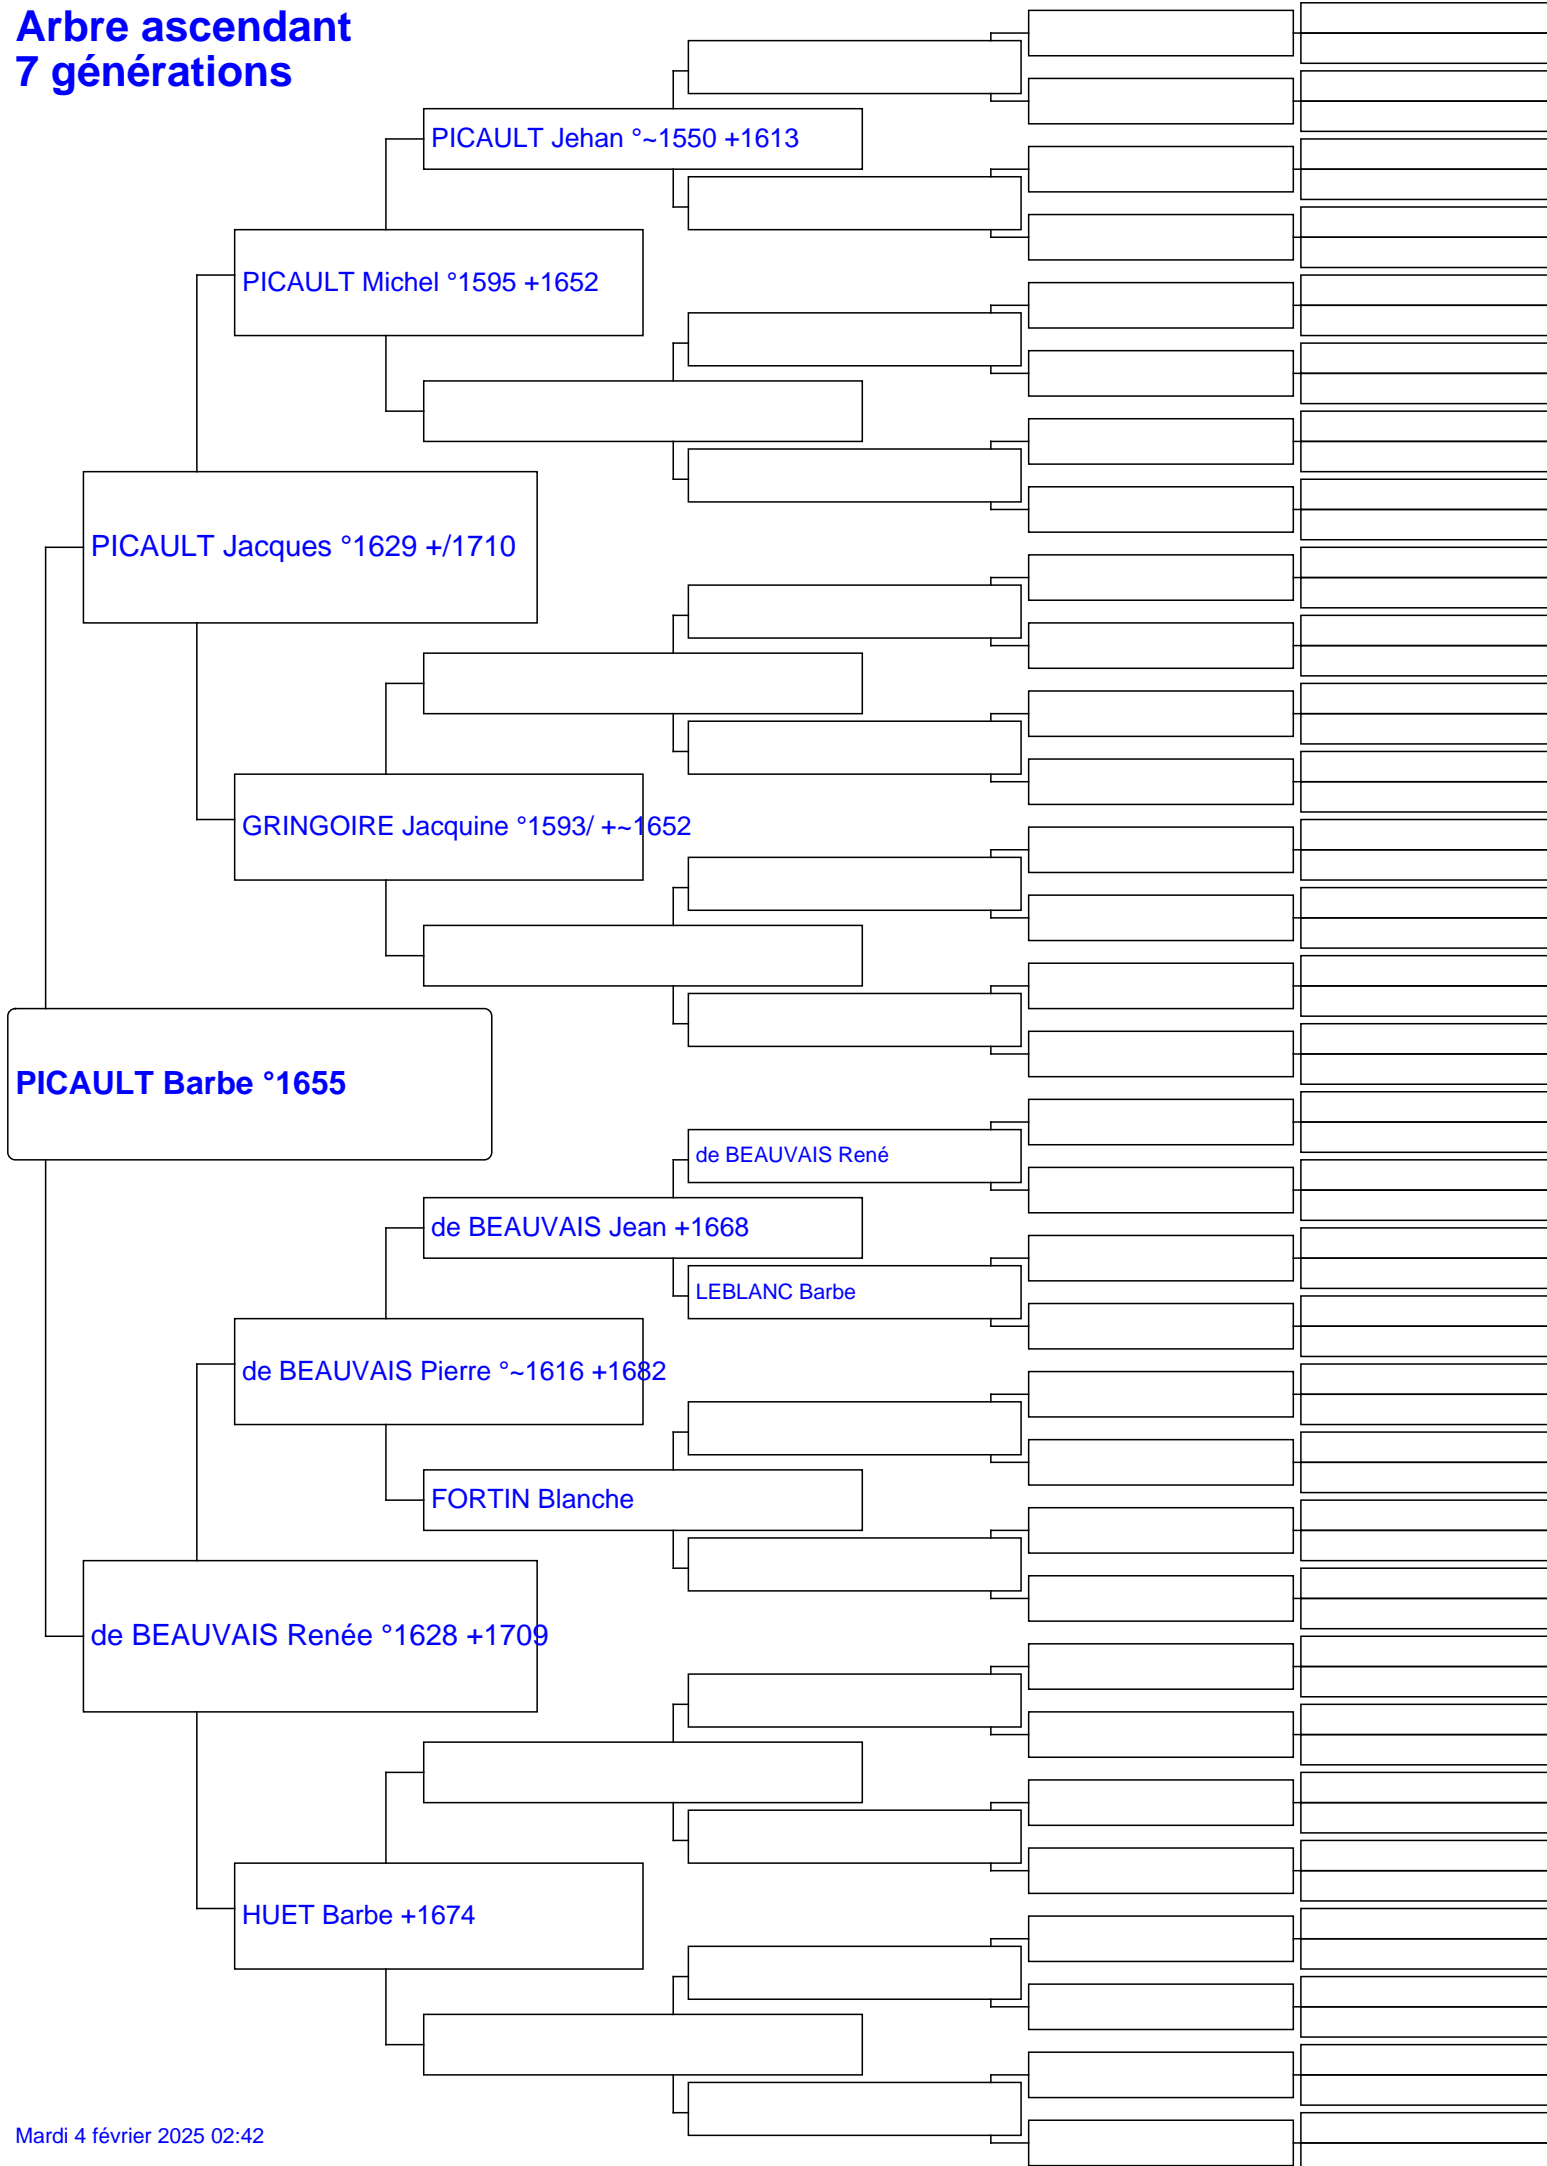 Arbre ascendant
7 générations
PICAULT Jehan °~1550 +1613
PICAULT Michel °1595 +1652
PICAULT Jacques °1629 +/1710
GRINGOIRE Jacquine °1593/ +~1652
PICAULT Barbe °1655
de BEAUVAIS René
de BEAUVAIS Jean +1668
LEBLANC Barbe
de BEAUVAIS Pierre °~1616 +1682
FORTIN Blanche
de BEAUVAIS Renée °1628 +1709
HUET Barbe +1674
Mardi 4 février 2025 02:42